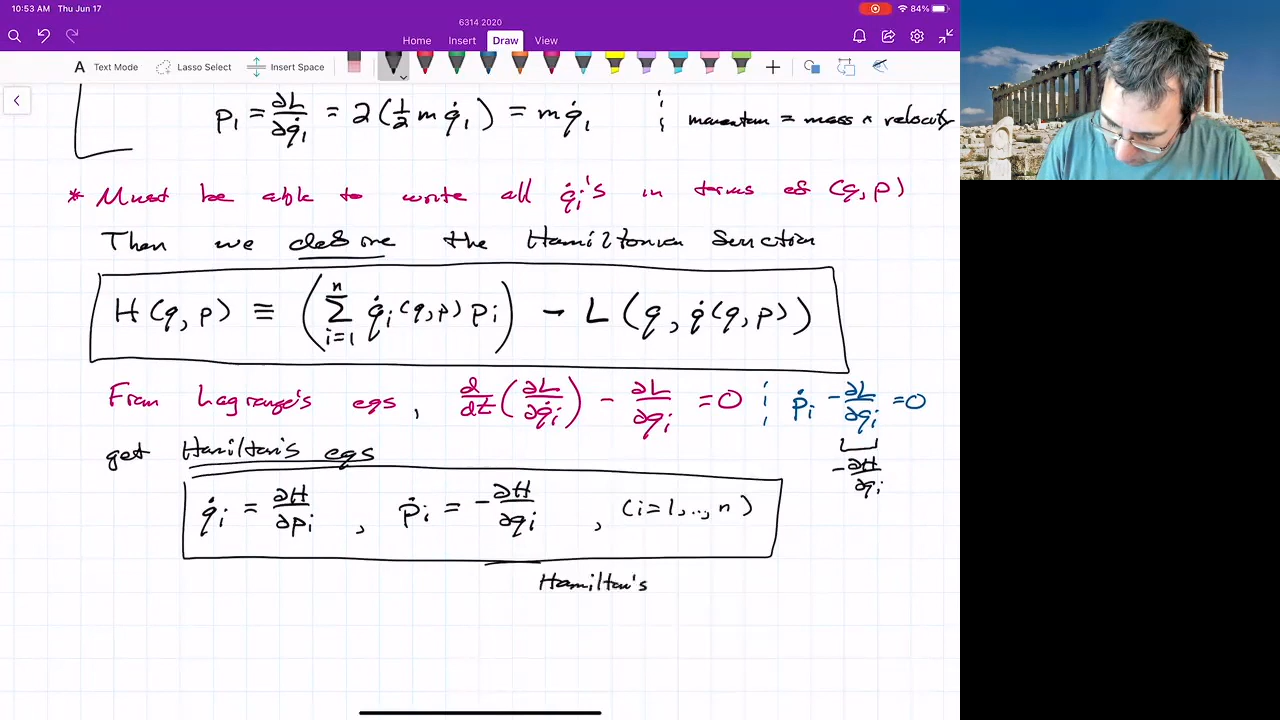 10:53 AM Thu Jun 17
84%
6314 2020
Home Insert Draw View
Text Mode Lasso Select Insert Space
p₁ = ∂L/∂q̇₁ = 2(½ m q̇₁) = m q̇₁ momentum = mass × velocity
* Must be able to write all q̇ᵢ's in terms of (q,p)
Then we define the Hamiltonian function
H(q,p) ≡ (∑ᵢ₌₁ⁿ q̇ᵢ(q,p) pᵢ) - L(q, q̇(q,p))
From Lagrange's eqs, d/dt(∂L/∂q̇ᵢ) - ∂L/∂qᵢ = 0 ṗᵢ - ∂L/∂qᵢ = 0
get Hamilton's eqs
-∂H/∂qᵢ
q̇ᵢ = ∂H/∂pᵢ , ṗᵢ = -∂H/∂qᵢ , (i=1,..,n)
Hamilton's